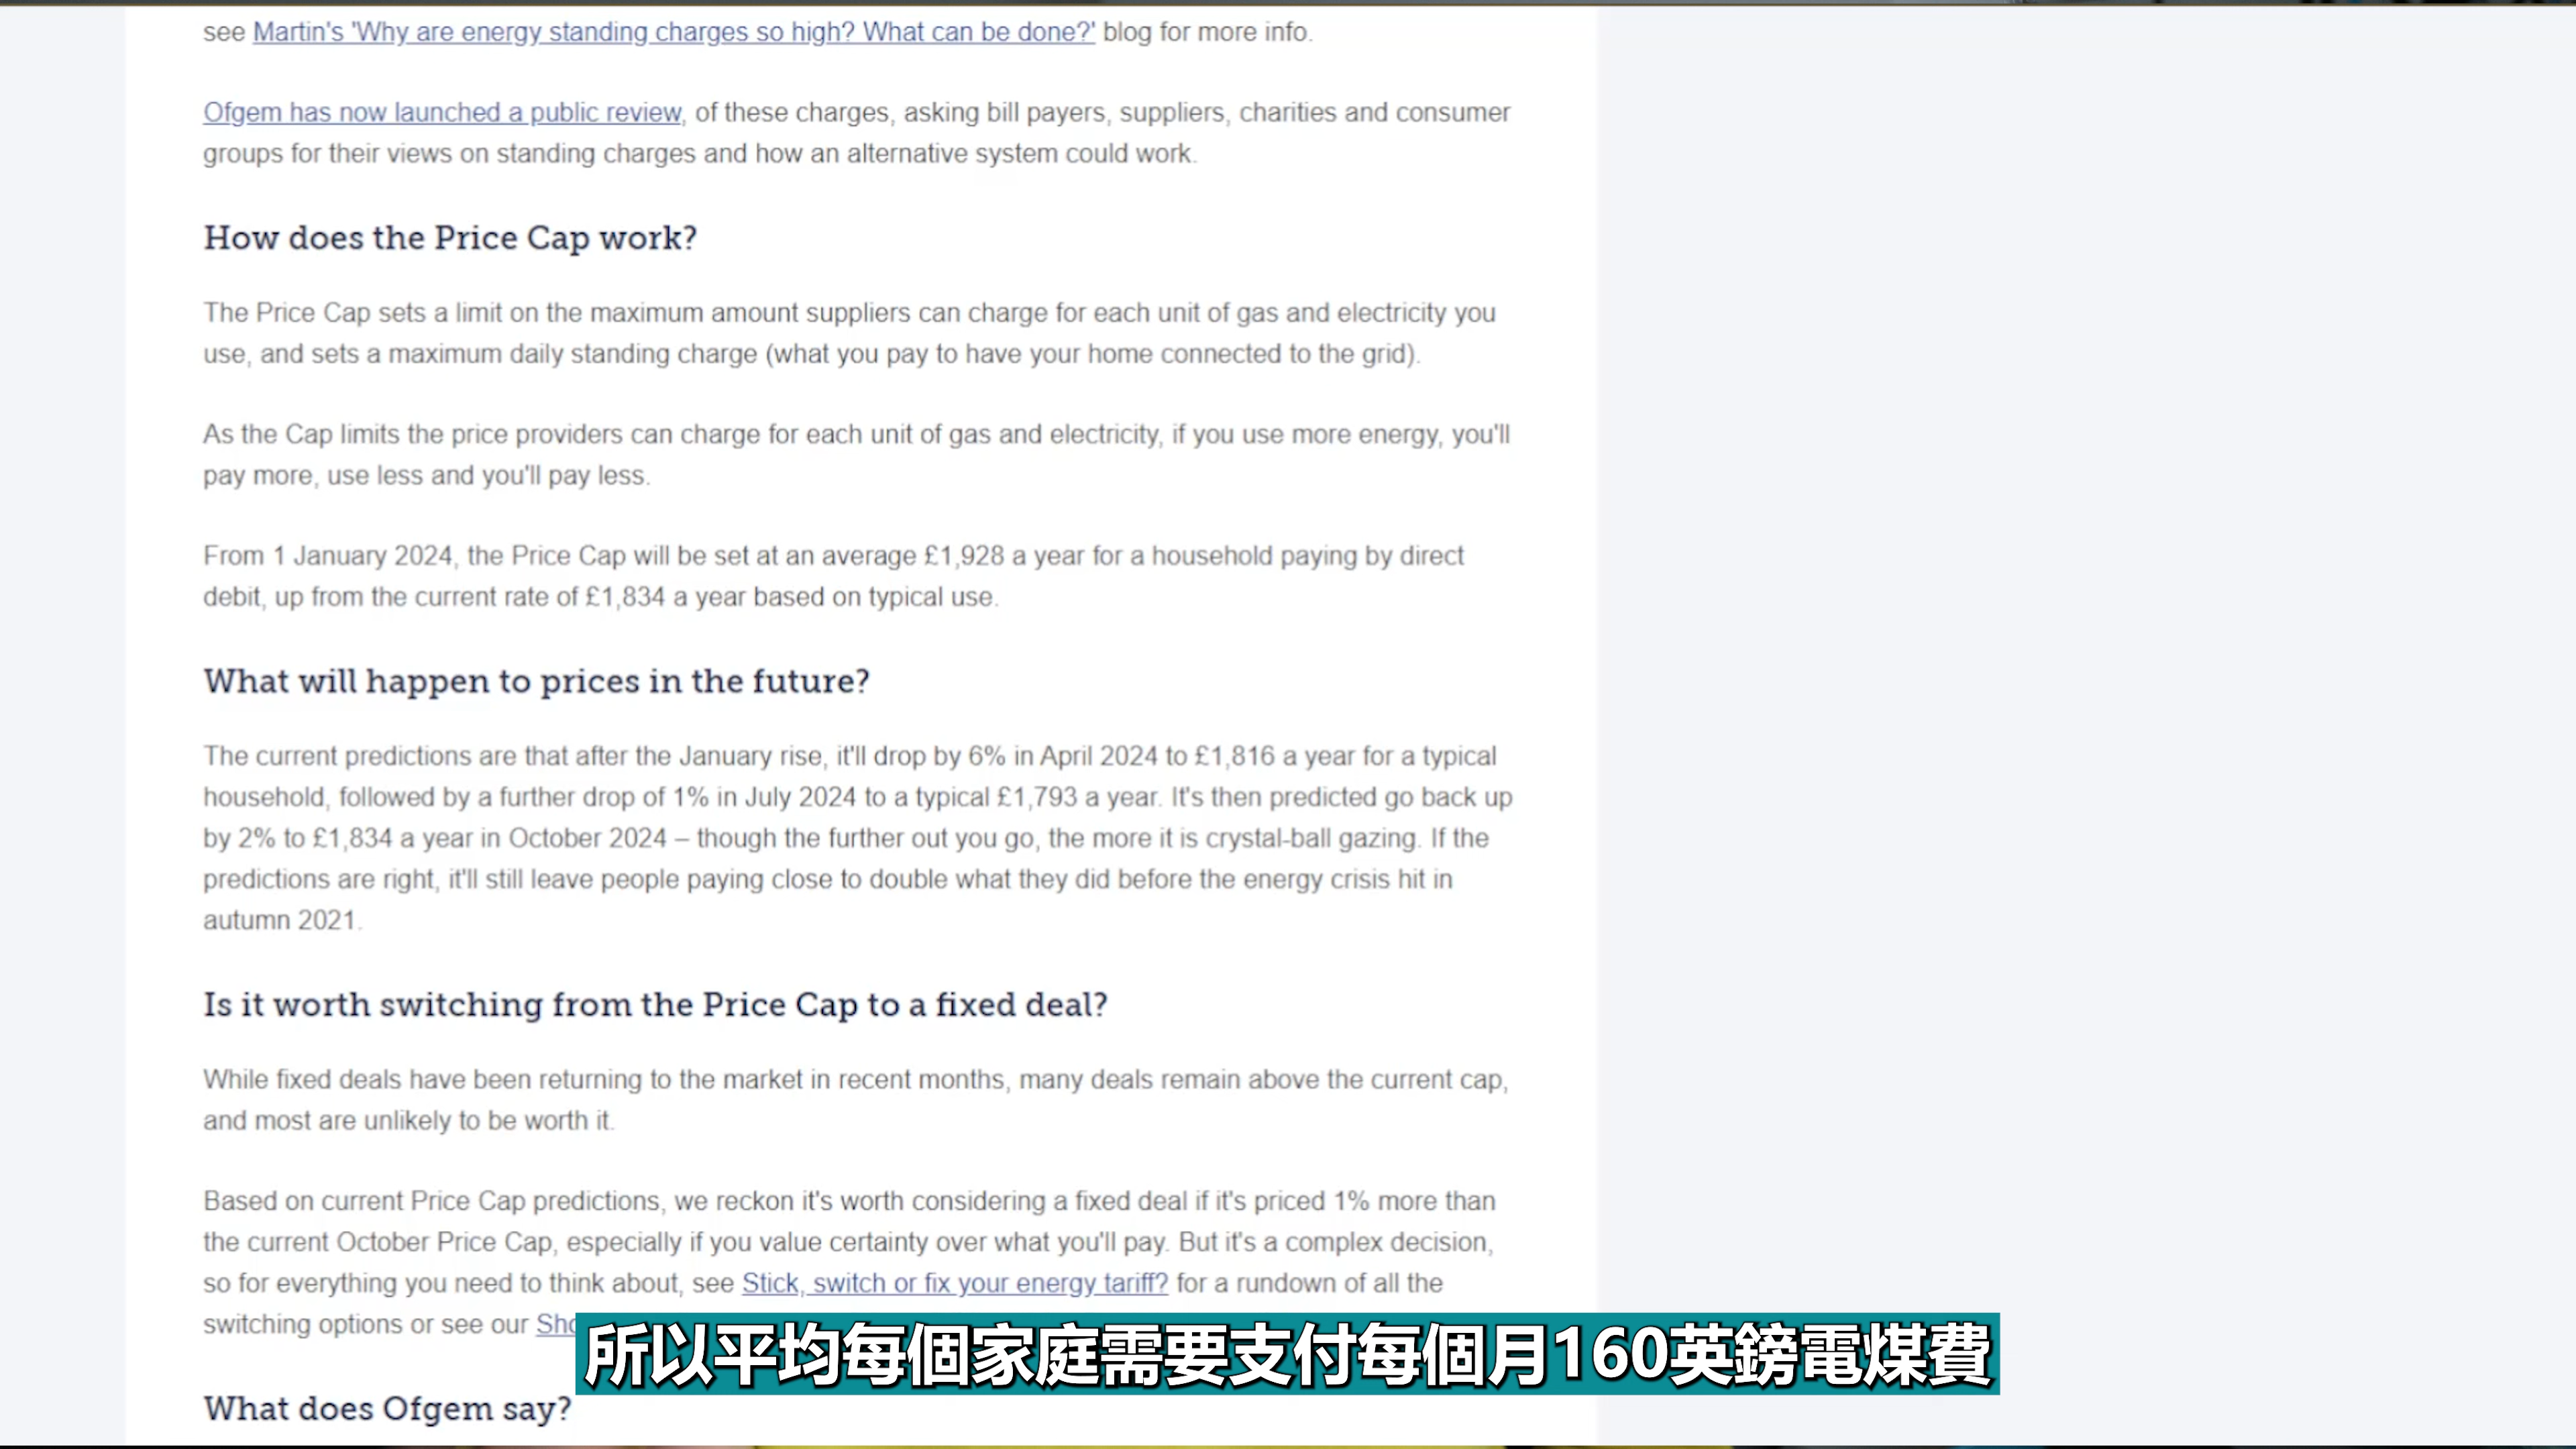 see Martin's 'Why are energy standing charges so high? What can be done?' blog for more info.
Ofgem has now launched a public review, of these charges, asking bill payers, suppliers, charities and consumer
groups for their views on standing charges and how an alternative system could work.
How does the Price Cap work?
The Price Cap sets a limit on the maximum amount suppliers can charge for each unit of gas and electricity you
use, and sets a maximum daily standing charge (what you pay to have your home connected to the grid).
As the Cap limits the price providers can charge for each unit of gas and electricity, if you use more energy, you'll
pay more, use less and you'll pay less.
From 1 January 2024, the Price Cap will be set at an average £1,928 a year for a household paying by direct
debit, up from the current rate of £1,834 a year based on typical use.
What will happen to prices in the future?
The current predictions are that after the January rise, it'll drop by 6% in April 2024 to £1,816 a year for a typical
household, followed by a further drop of 1% in July 2024 to a typical £1,793 a year. It's then predicted go back up
by 2% to £1,834 a year in October 2024 – though the further out you go, the more it is crystal-ball gazing. If the
predictions are right, it'll still leave people paying close to double what they did before the energy crisis hit in
autumn 2021.
Is it worth switching from the Price Cap to a fixed deal?
While fixed deals have been returning to the market in recent months, many deals remain above the current cap,
and most are unlikely to be worth it.
Based on current Price Cap predictions, we reckon it's worth considering a fixed deal if it's priced 1% more than
the current October Price Cap, especially if you value certainty over what you'll pay. But it's a complex decision,
so for everything you need to think about, see Stick, switch or fix your energy tariff? for a rundown of all the
switching options or see our
所以平均每個家庭需要支付每個月160英鎊電煤費
What does Ofgem say?